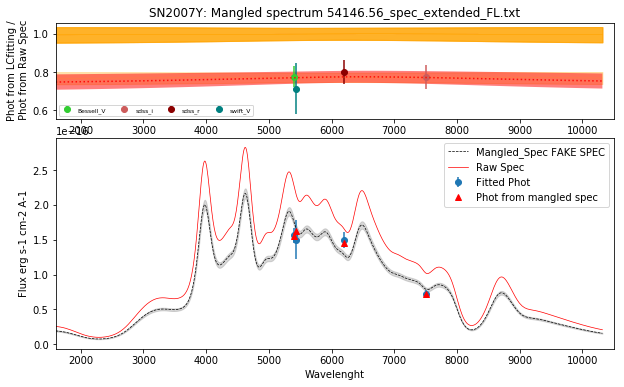 SN2007Y: Mangled spectrum 54146.56_spec_extended_FL.txt
Phot from LCfitting /
Phot from Raw Spec
1.0
0.8
0.6
Bessell_V
sdss_i
sdss_r
swift_V
2000 3000 4000 5000 6000 7000 8000 9000 10000
1e-16
Flux erg s-1 cm-2 A-1
2.5
2.0
1.5
1.0
0.5
0.0
Mangled_Spec FAKE SPEC
Raw Spec
Fitted Phot
Phot from mangled spec
2000 3000 4000 5000 6000 7000 8000 9000 10000
Wavelenght